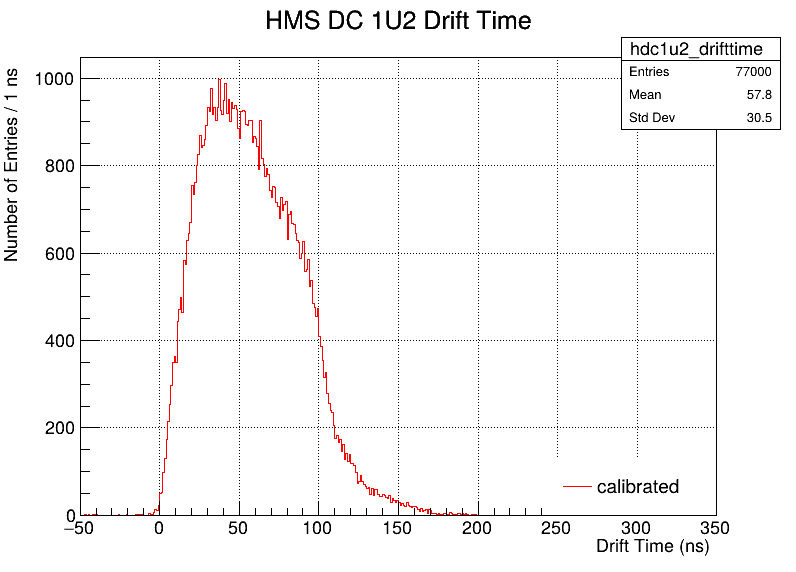 HMS DC 1U2 Drift Time
hdc1u2_drifttime
Entries 77000
Mean 57.8
Std Dev 30.5
Number of Entries / 1 ns
1000
800
600
400
200
0
−50 0 50 100 150 200 250 300 350
Drift Time (ns)
calibrated